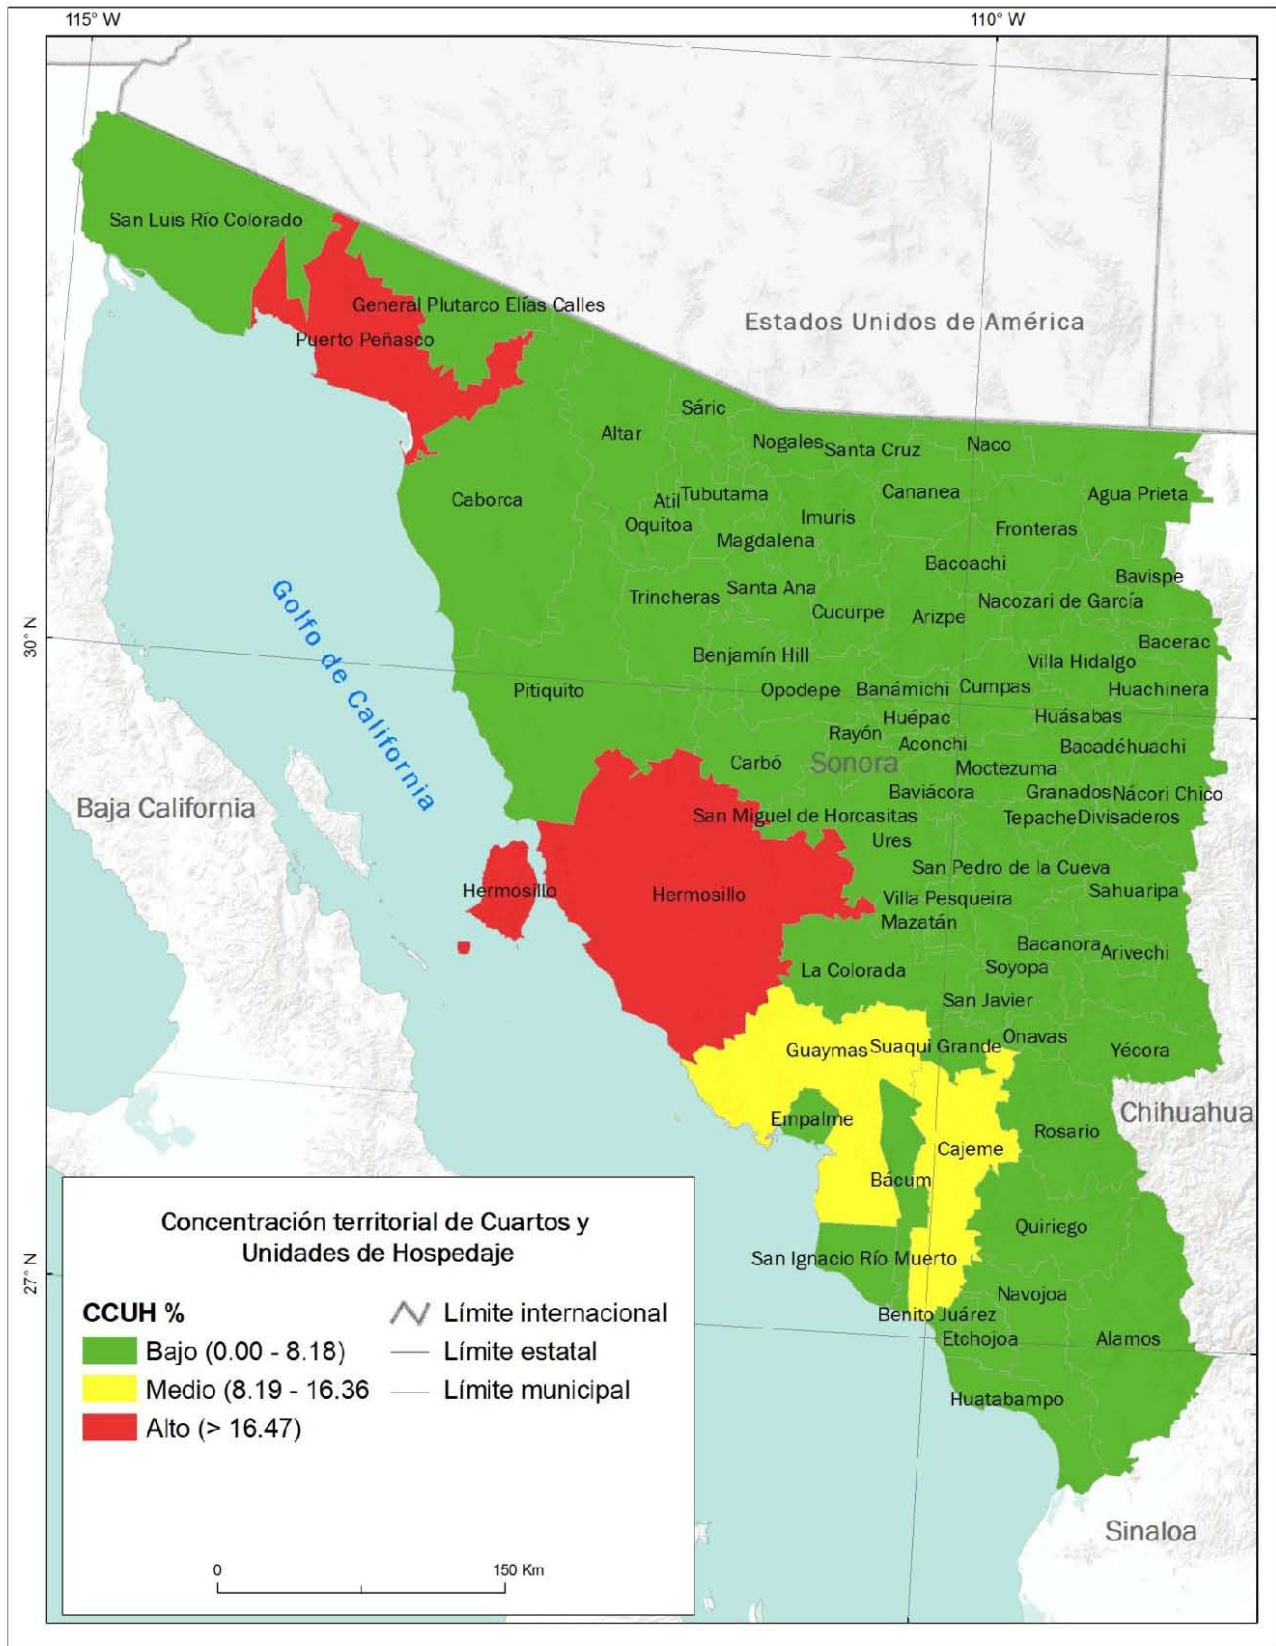 115° W
110° W
San Luis Río Colorado
General Plutarco Elías Calles
Estados Unidos de América
Puerto Peñasco
Sáric
Altar
Nogales
Santa Cruz
Naco
Caborca
Atil
Tubutama
Cananea
Agua Prieta
Oquitoa
Imuris
Fronteras
Magdalena
Bacoachi
Bavispe
Golfo de California
Trincheras
Santa Ana
Cucurpe
Arizpe
Nacozari de García
30° N
Bacerac
Benjamín Hill
Villa Hidalgo
Pitiquito
Opodepe
Banámichi
Cumpas
Huachinera
Huépac
Huásabas
Rayón
Aconchi
Bacadéhuachi
Carbó
Sonora
Moctezuma
Baviácora
Granados
Nácori Chico
Baja California
San Miguel de Horcasitas
Tepache
Divisaderos
Ures
San Pedro de la Cueva
Hermosillo
Hermosillo
Villa Pesqueira
Sahuaripa
Mazatán
Bacanora
Arivechi
La Colorada
Soyopa
San Javier
Onavas
Guaymas
Suaqui Grande
Yécora
Chihuahua
Empalme
Rosario
Cajeme
Bácum
Quiriego
27° N
San Ignacio Río Muerto
Navojoa
Benito Juárez
Etchojoa
Alamos
Huatabampo
Sinaloa
Concentración territorial de Cuartos y
Unidades de Hospedaje
CCUH %
Bajo (0.00 - 8.18)
Medio (8.19 - 16.36
Alto (> 16.47)
Límite internacional
Límite estatal
Límite municipal
0
150 Km